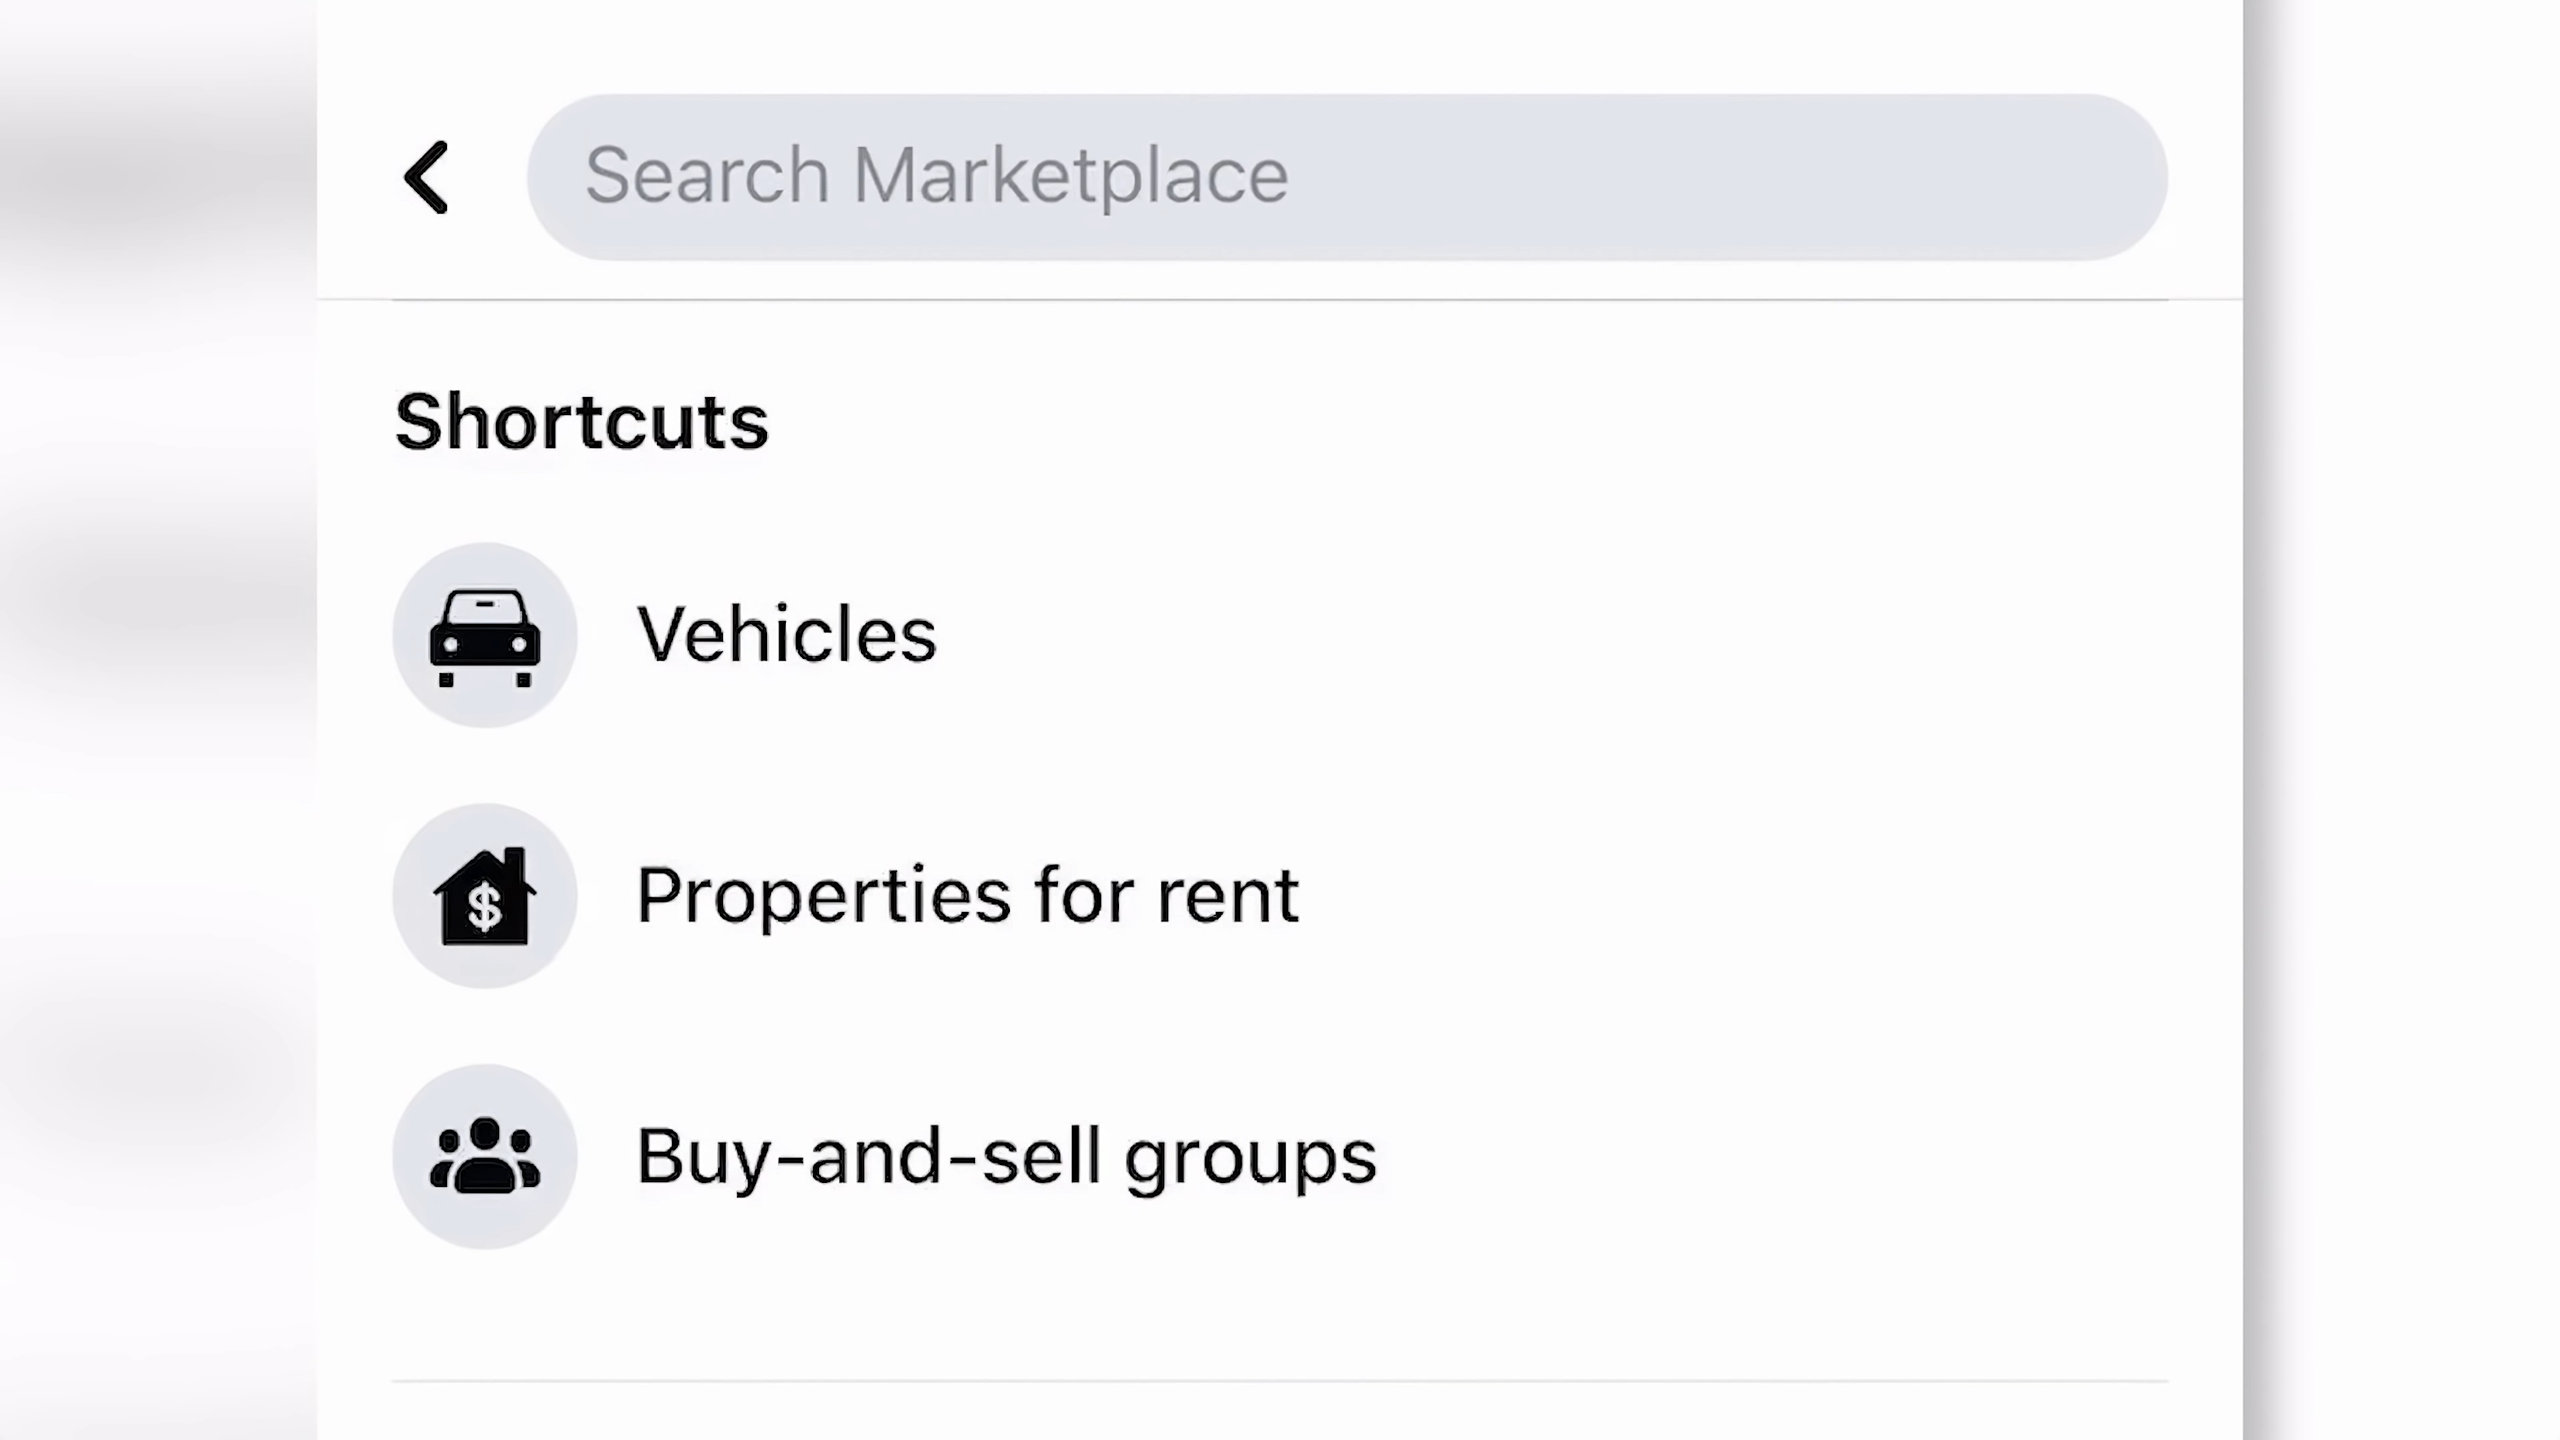 Search Marketplace
Shortcuts
Vehicles
$
Properties for rent
Buy-and-sell groups